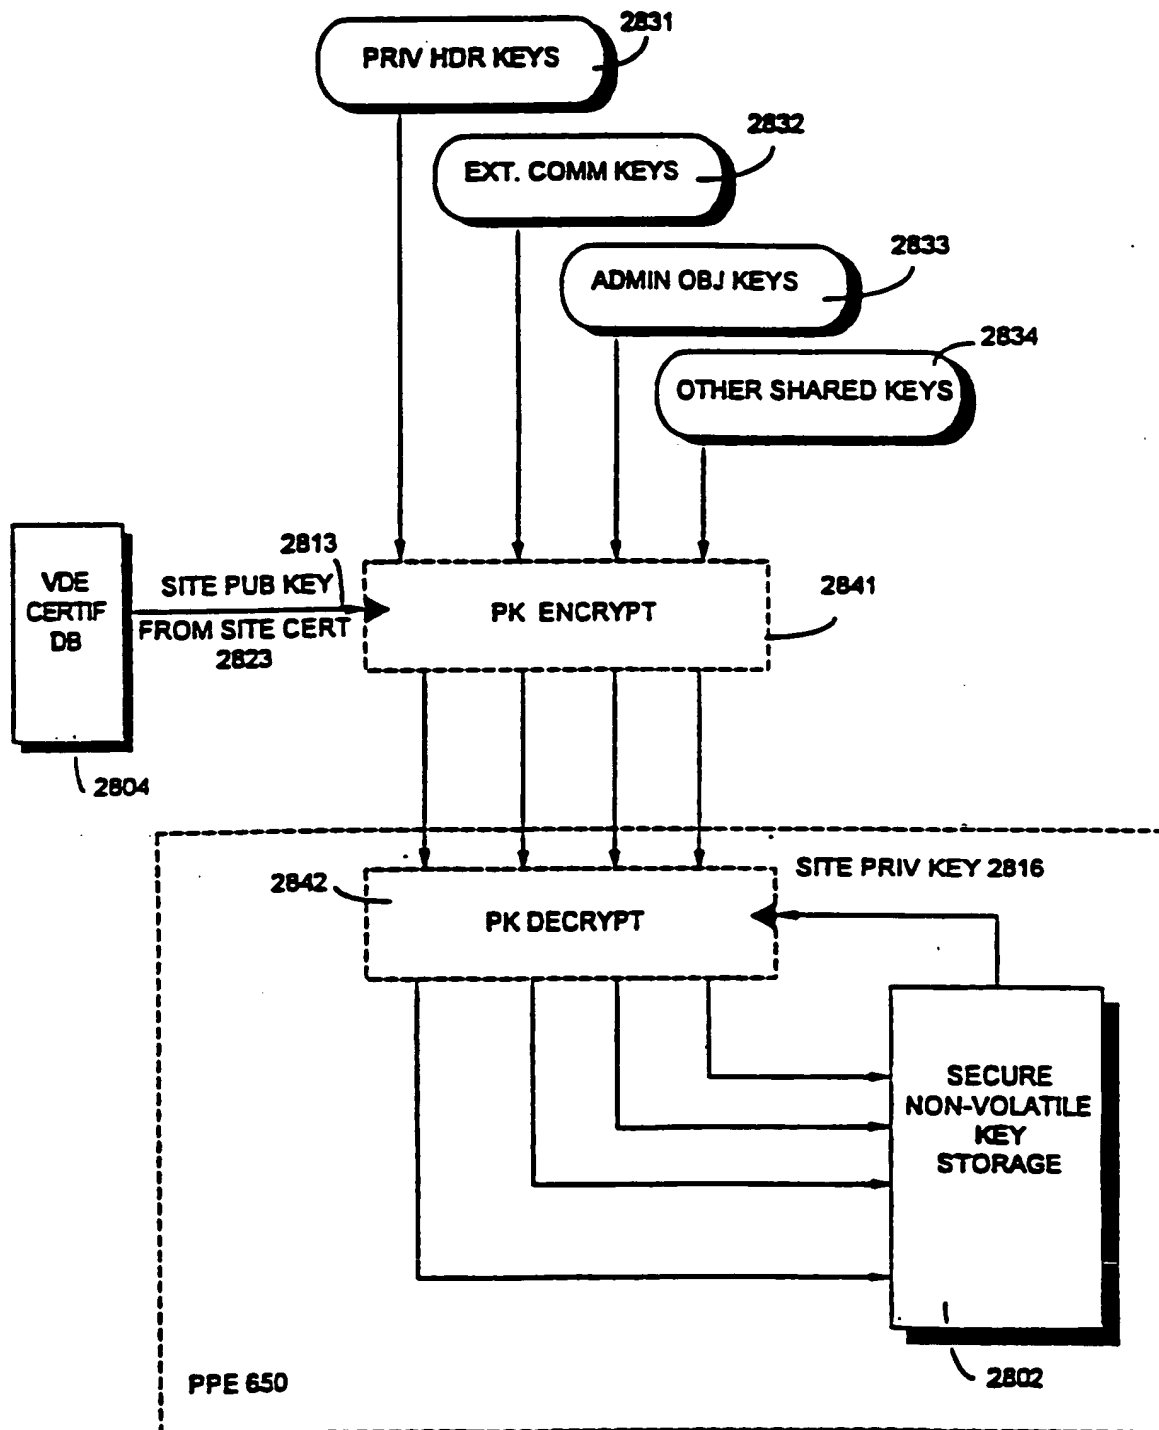 2831
PRIV HDR KEYS
2832
EXT. COMM KEYS
2833
ADMIN OBJ KEYS
2834
OTHER SHARED KEYS
2813
VDE
CERTIF
DB
SITE PUB KEY
FROM SITE CERT
2823
PK ENCRYPT
2841
2804
2842
PK DECRYPT
SITE PRIV KEY 2816
SECURE
NON-VOLATILE
KEY
STORAGE
2802
PPE 650